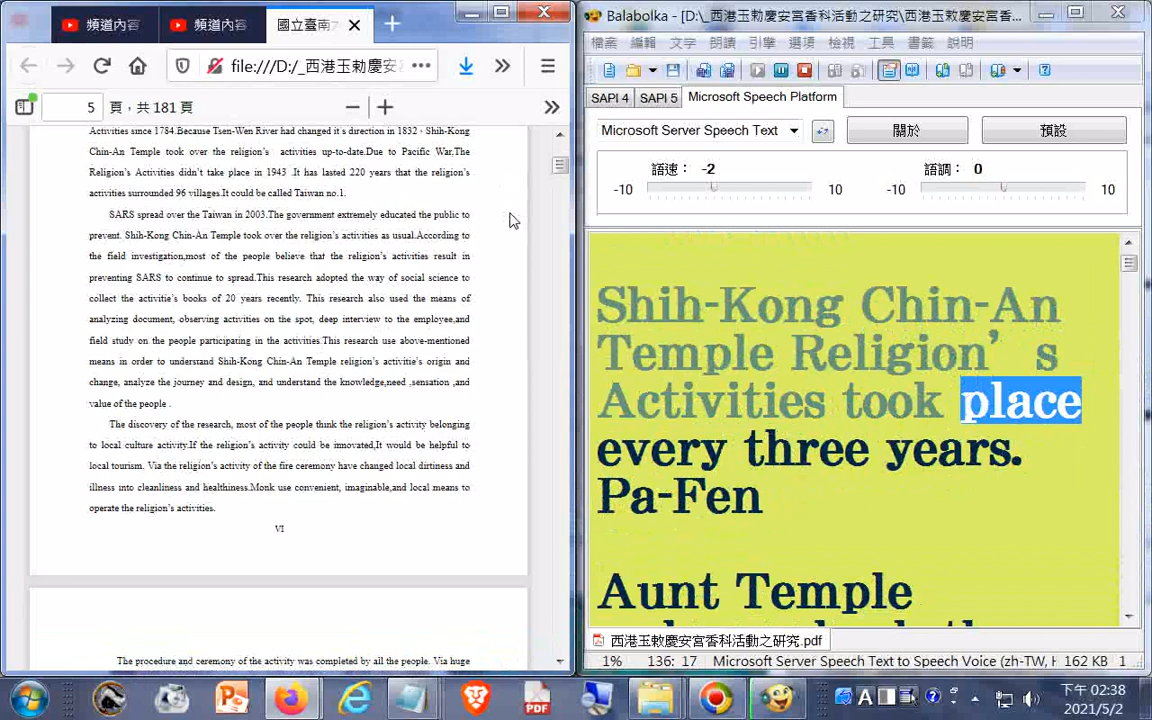 頻道內容
頻道內容
國立臺南大
file:///D:/_西港玉勅慶安宮
5 頁，共 181 頁
Activities since 1784.Because Tsen-Wen River had changed it's direction in 1832，Shih-Kong
Chin-An Temple took over the religion's activities up-to-date.Due to Pacific War,The
Religion's Activities didn't take place in 1943 .It has lasted 220 years that the religion's
activities surrounded 96 villages.It could be called Taiwan no.1.
SARS spread over the Taiwan in 2003.The government extremely educated the public to
prevent. Shih-Kong Chin-An Temple took over the religion's activities as usual.According to
the field investigation,most of the people believe that the religion's activities result in
preventing SARS to continue to spread.This research adopted the way of social science to
collect the activitie's books of 20 years recently. This research also used the means of
analyzing document, observing activities on the spot, deep interview to the employee,and
field study on the people participating in the activities.This research use above-mentioned
means in order to understand Shih-Kong Chin-An Temple religion's activitie's origin and
change, analyze the journey and design, and understand the knowledge,need ,sensation ,and
value of the people .
The discovery of the research, most of the people think the religion's activity belonging
to local culture activity.If the religion's activity could be imnovated,It would be helpful to
local tourism. Via the religion's activity of the fire ceremony have changed local dirtiness and
illness into cleanliness and healthiness.Monk use convenient, imaginable,and local means to
operate the religion's activities.
VI
The procedure and ceremony of the activity was completed by all the people. Via huge
Balabolka - [D:\_西港玉勅慶安宮香科活動之研究\西港玉敕慶安宮香...
檔案 編輯 文字 朗讀 引擎 選項 檢視 工具 書籤 說明
SAPI 4 SAPI 5 Microsoft Speech Platform
Microsoft Server Speech Text 關於 預設
語速： -2 語調： 0
-10 10 -10 10
Shih-Kong Chin-An
Temple Religion’s
Activities took place
every three years.
Pa-Fen
Aunt Temple
西港玉敕慶安宮香科活動之研究.pdf
1% 136: 17 Microsoft Server Speech Text to Speech Voice (zh-TW, H 162 KB 1
PDF
下午 02:38
2021/5/2